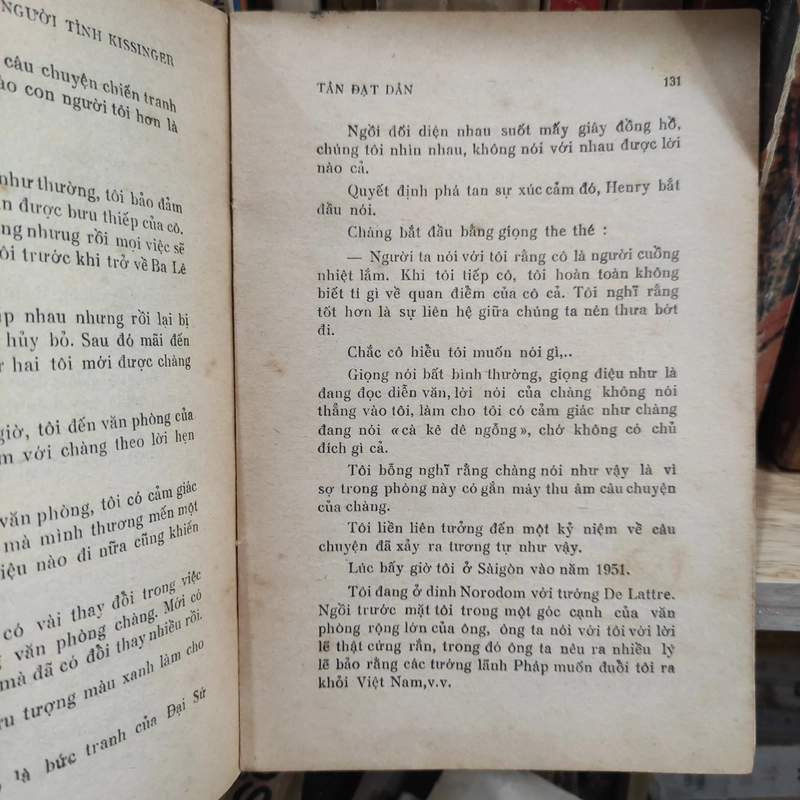 NGƯỜI TÌNH KISSINGER
câu chuyện chiến tranh
con người tôi hơn là
như thường, tôi bảo đảm
được bưu thiếp của cô.
nhưug rồi mọi việc sẽ
trước khi trở về Ba Lê
nhau nhưng rồi lại bị
hủy bỏ. Sau đó mãi đến
hai tôi mới được chàng
giờ, tôi đến văn phòng của
với chàng theo lời hẹn
văn phòng, tôi có cảm giác
mà mình thương mến một
nào đi nữa cũng khiến
có vài thay đổi trong việc
văn phòng chàng. Mới có
mà đã có đổi thay nhiều rồi.
tượng màu xanh làm cho
là bức tranh của Đại Sứ
TÂN ĐẠT DÂN 131
Ngồi đối diện nhau suốt mấy giây đồng hồ,
chúng tôi nhìn nhau, không nói với nhau được lời
nào cả.
Quyết định phá tan sự xúc cảm đó, Henry bắt
đầu nói.
Chàng bắt đầu bằng giọng the thé :
— Người ta nói với tôi rằng cô là người cuồng
nhiệt lắm. Khi tôi tiếp cô, tôi hoàn toàn không
biết tí gì về quan điểm của cô cả. Tôi nghĩ rằng
tốt hơn là sự liên hệ giữa chúng ta nên thưa bớt
đi.
Chắc cô hiểu tôi muốn nói gì,..
Giọng nói bất bình thường, giọng điệu như là
đang đọc diễn văn, lời nói của chàng không nói
thẳng vào tôi, làm cho tôi có cảm giác như chàng
đang nói «cà kê dê ngỗng», chớ không có chủ
đích gì cả.
Tôi bỗng nghĩ rằng chàng nói như vậy là vì
sợ trong phòng này có gắn máy thu âm câu chuyện
của chàng.
Tôi liền liên tưởng đến một kỷ niệm về câu
chuyện đã xảy ra tương tự như vậy.
Lúc bấy giờ tôi ở Sàigòn vào năm 1951.
Tôi đang ở dinh Norodom với tướng De Lattre.
Ngồi trước mặt tôi trong một góc cạnh của văn
phòng rộng lớn của ông, ông ta nói với tôi với lời
lẽ thật cứng rắn, trong đó ông ta nêu ra nhiều lý
lẽ bảo rằng các tướng lãnh Pháp muốn đuổi tôi ra
khỏi Việt Nam,v.v.